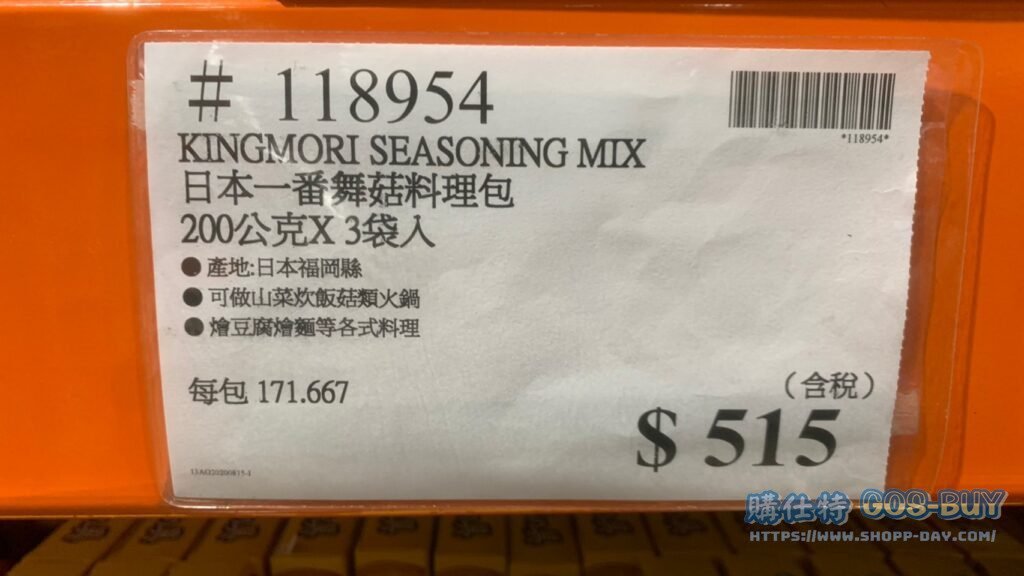 # 118954
*118954*
KINGMORI SEASONING MIX
日本一番舞菇料理包
200公克X 3袋入
● 產地:日本福岡縣
● 可做山菜炊飯菇類火鍋
● 燴豆腐燴麵等各式料理
每包 171.667
(含稅)
$ 515
13AG20200815-1
購仕特 GOS-BUY
HTTPS://WWW.SHOPP-DAY.COM/